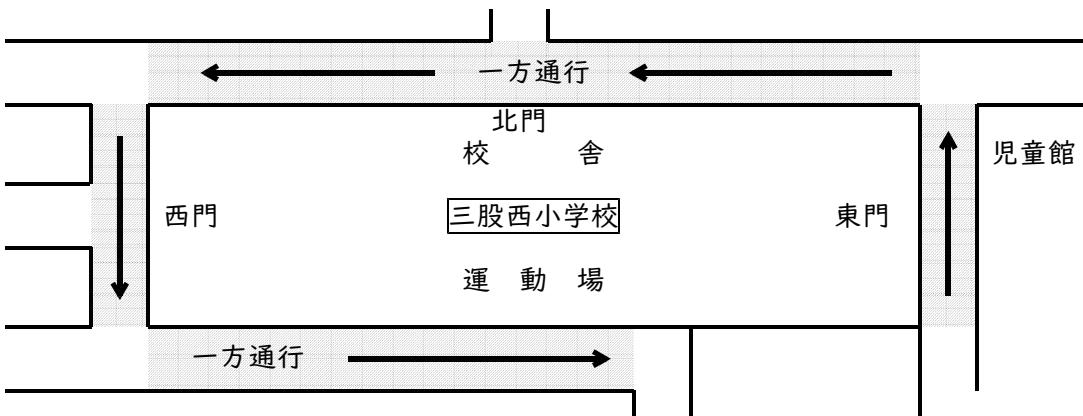 一方通行
北門
校 舎
児童館
西門
三股西小学校
東門
運 動 場
一方通行